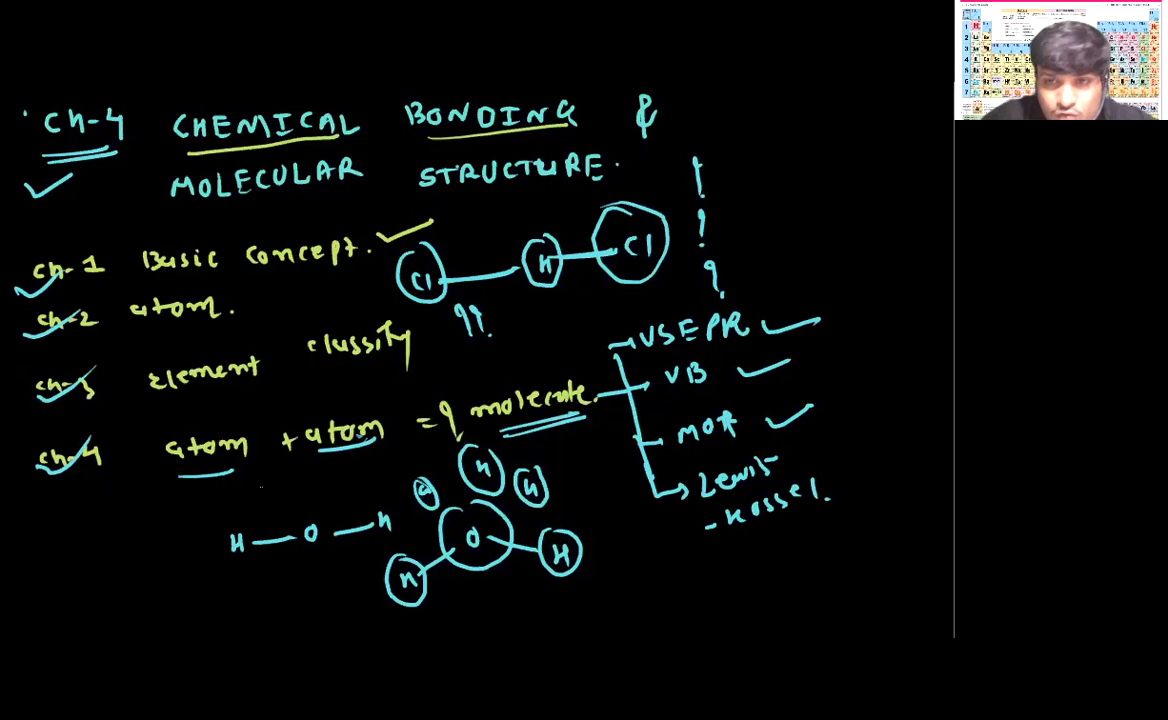 Ch-4 CHEMICAL BONDING &
MOLECULAR STRUCTURE.
Ch-1 Basic concept.
Ch-2 atom.
Ch-3 Element classify
Ch-4 atom + atom = ? molecule.
Cl H Cl
??
!
?
?
VSEPR
VB
MOT
Lewis
- Kossel.
H O H
H H
O
H H